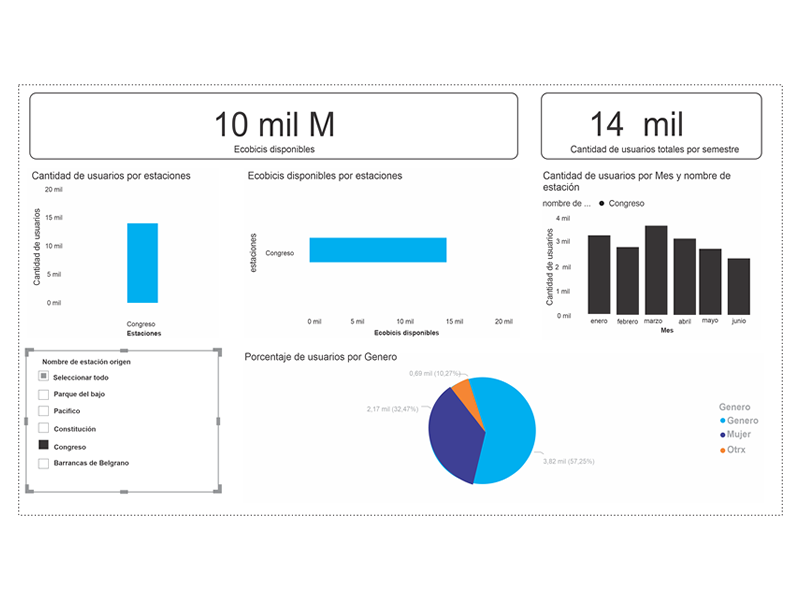 10 mil M
Ecobicis disponibles
14 mil
Cantidad de usuarios totales por semestre
Cantidad de usuarios por estaciones
20 mil
15 mil
10 mil
5 mil
0 mil
Cantidad de usuarios
Congreso
Estaciones
Ecobicis disponibles por estaciones
estaciones
Congreso
0 mil
5 mil
10 mil
15 mil
20 mil
Ecobicis disponibles
Cantidad de usuarios por Mes y nombre de
estación
nombre de ... Congreso
4 mil
3 mil
2 mil
1 mil
0 mil
Cantidad de usuarios
enero
febrero
marzo
abril
mayo
junio
Mes
Nombre de estación origen
Seleccionar todo
Parque del bajo
Pacífico
Constitución
Congreso
Barrancas de Belgrano
Porcentaje de usuarios por Genero
0,69 mil (10,27%)
2,17 mil (32,47%)
3,82 mil (57,25%)
Genero
Genero
Mujer
Otrx